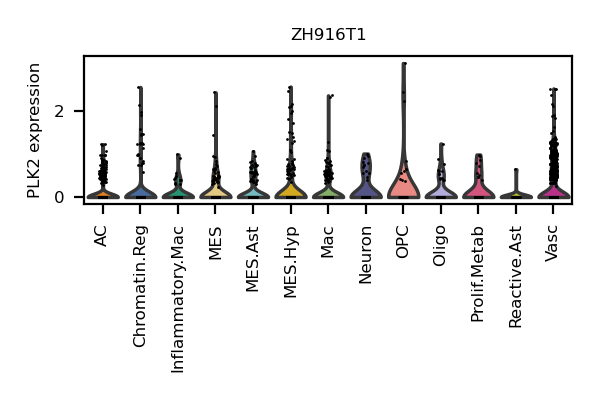 ZH916T1
PLK2 expression
2
0
AC
Chromatin.Reg
Inflammatory.Mac
MES
MES.Ast
MES.Hyp
Mac
Neuron
OPC
Oligo
Prolif.Metab
Reactive.Ast
Vasc